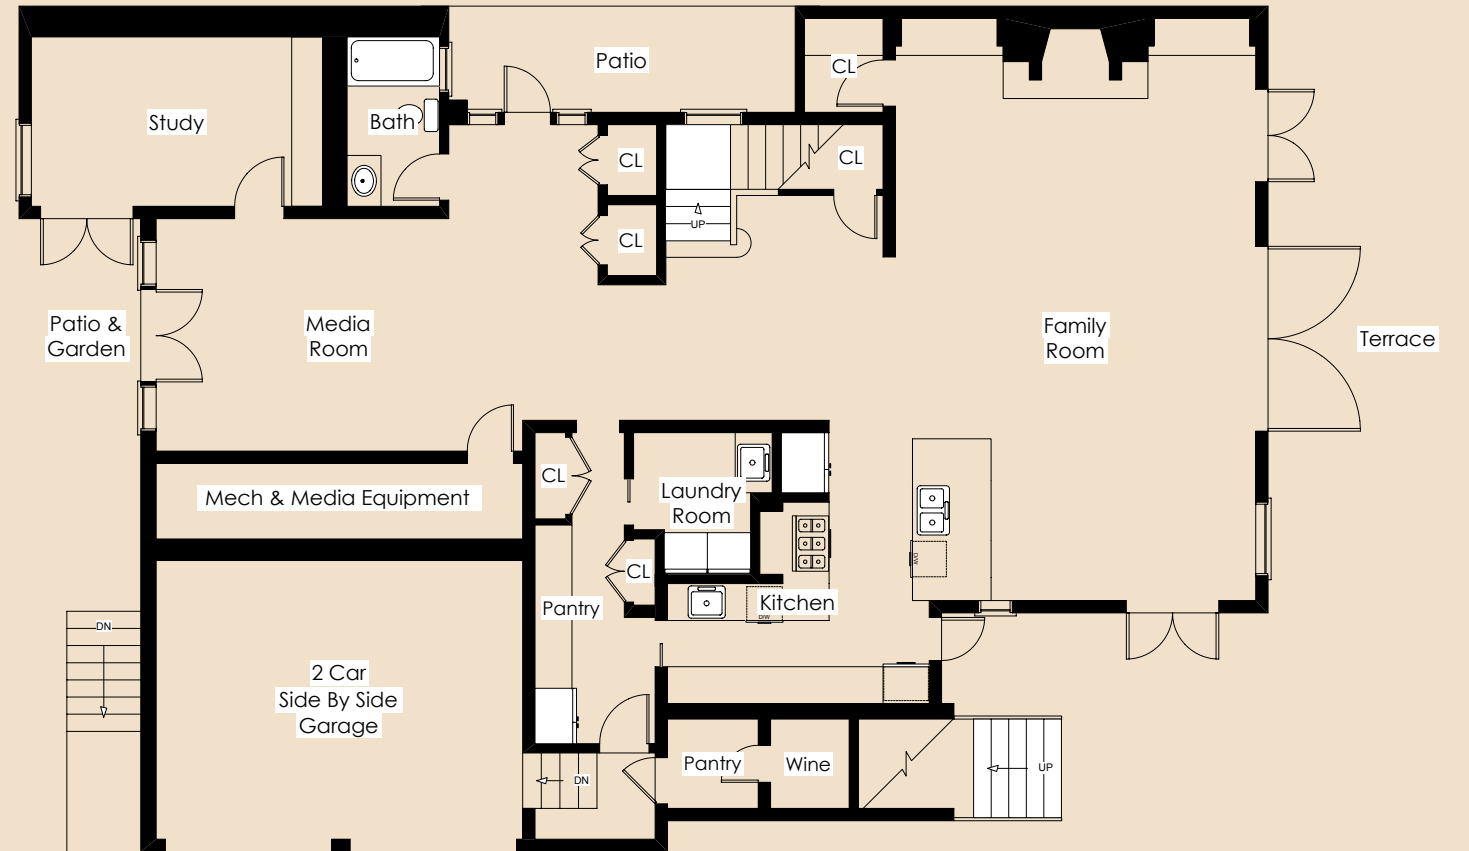 Patio
CL
Study
Bath
CL
CL
UP
CL
Patio &
Garden
Media
Room
Family
Room
Terrace
CL
Mech & Media Equipment
Laundry
Room
D/W
CL
Pantry
Kitchen
D/W
DN
2 Car
Side By Side
Garage
Pantry
Wine
UP
DN